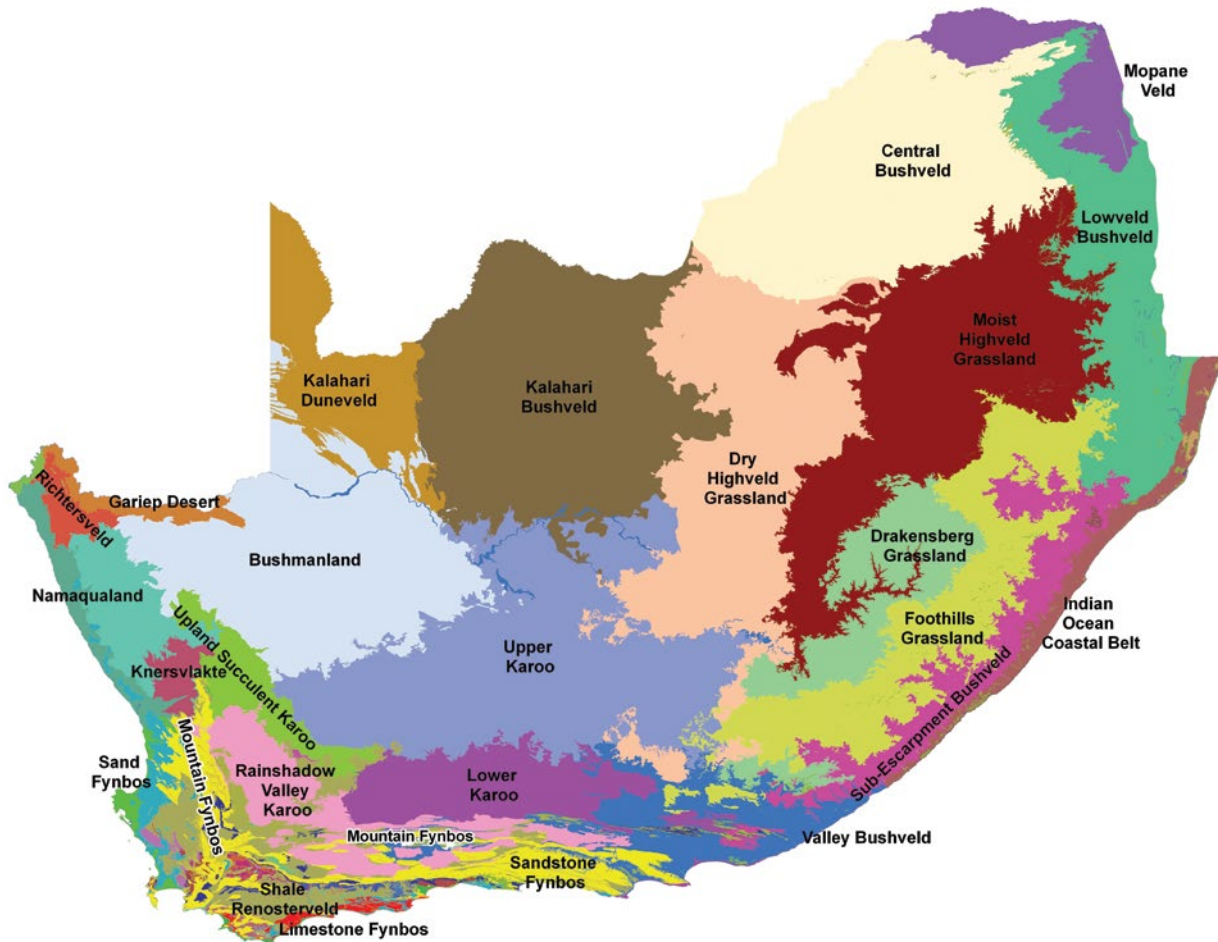 Mopane
Veld
Central
Bushveld
Lowveld
Bushveld
Moist
Highveld
Grassland
Kalahari
Duneveld
Kalahari
Bushveld
Dry
Highveld
Grassland
Richtersveld
Gariep Desert
Bushmanland
Drakensberg
Grassland
Namaqualand
Upland Succulent Karoo
Foothills
Grassland
Indian
Ocean
Coastal Belt
Upper
Karoo
Knersvlakte
Sub-Escarpment Bushveld
Sand
Fynbos
Mountain Fynbos
Rainshadow
Valley
Karoo
Lower
Karoo
Mountain Fynbos
Valley Bushveld
Sandstone
Fynbos
Shale
Renosterveld
Limestone Fynbos